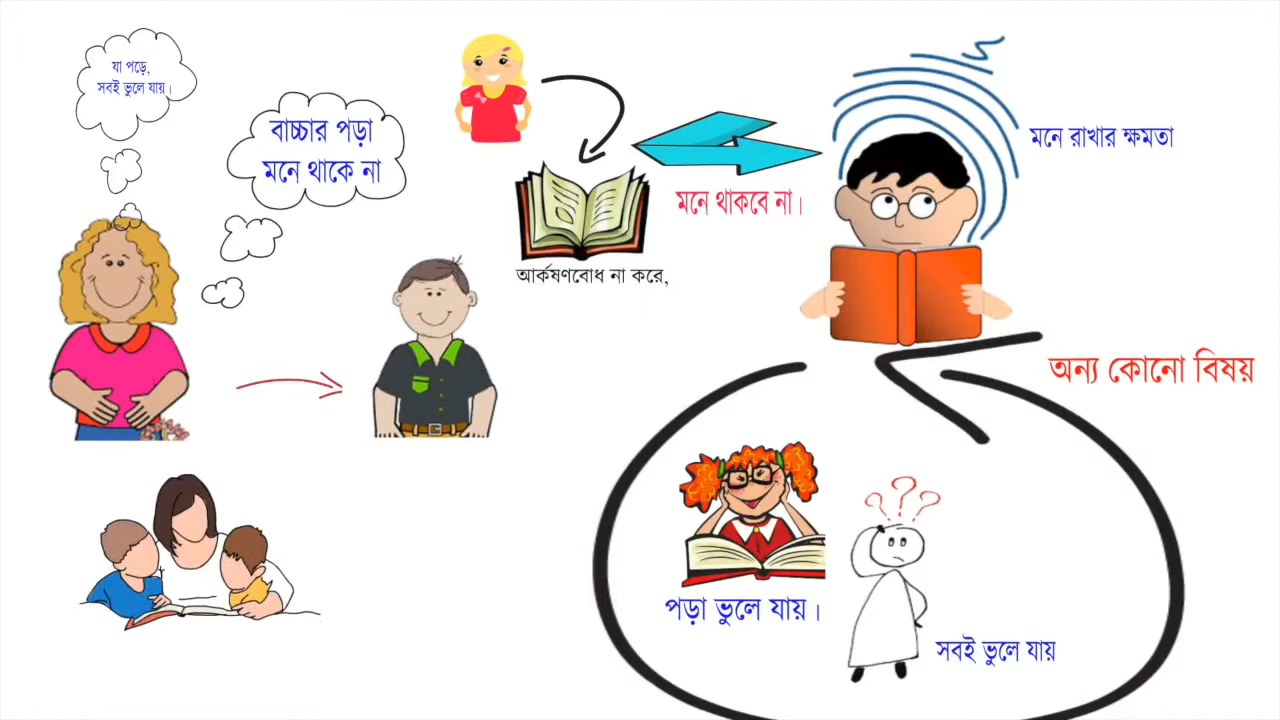 যা পড়ে,
সবই ভুলে যায়।
বাচ্চার পড়া
মনে থাকে না
আর্কষণবোধ না করে,
মনে থাকবে না।
মনে রাখার ক্ষমতা
অন্য কোনো বিষয়
পড়া ভুলে যায়।
সবই ভুলে যায়